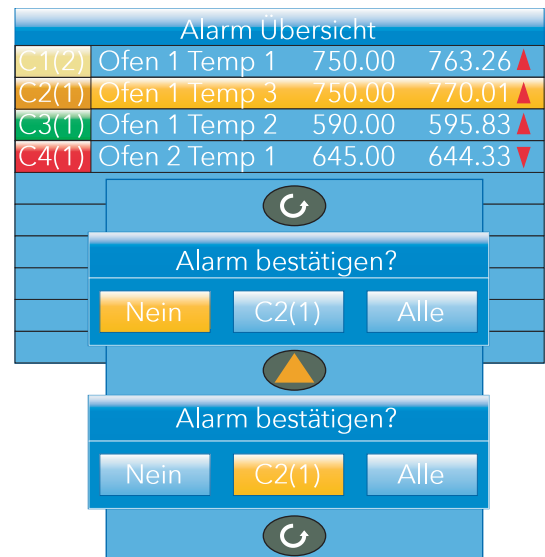 Alarm Übersicht
C1(2) Ofen 1 Temp 1 750.00 763.26
C2(1) Ofen 1 Temp 3 750.00 770.01
C3(1) Ofen 1 Temp 2 590.00 595.83
C4(1) Ofen 2 Temp 1 645.00 644.33
Alarm bestätigen?
Nein C2(1) Alle
Alarm bestätigen?
Nein C2(1) Alle